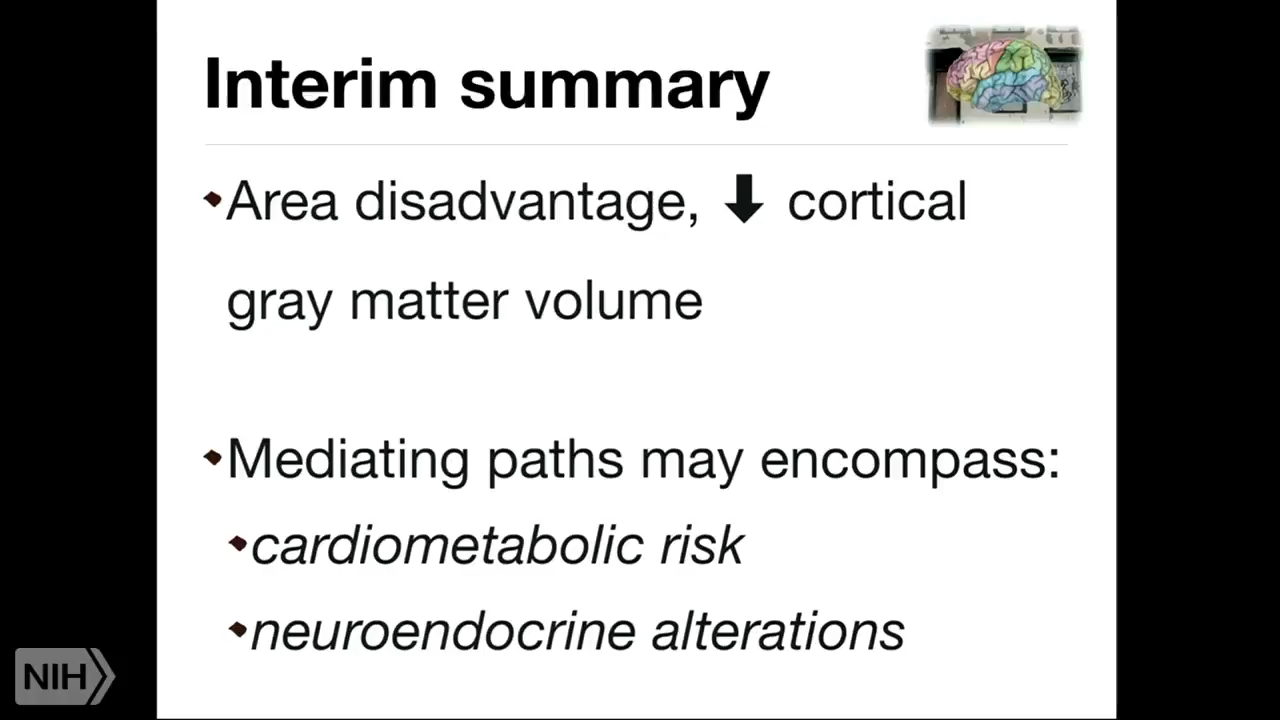 Interim summary
Area disadvantage, ⬇ cortical
gray matter volume
Mediating paths may encompass:
cardiometabolic risk
neuroendocrine alterations
NIH